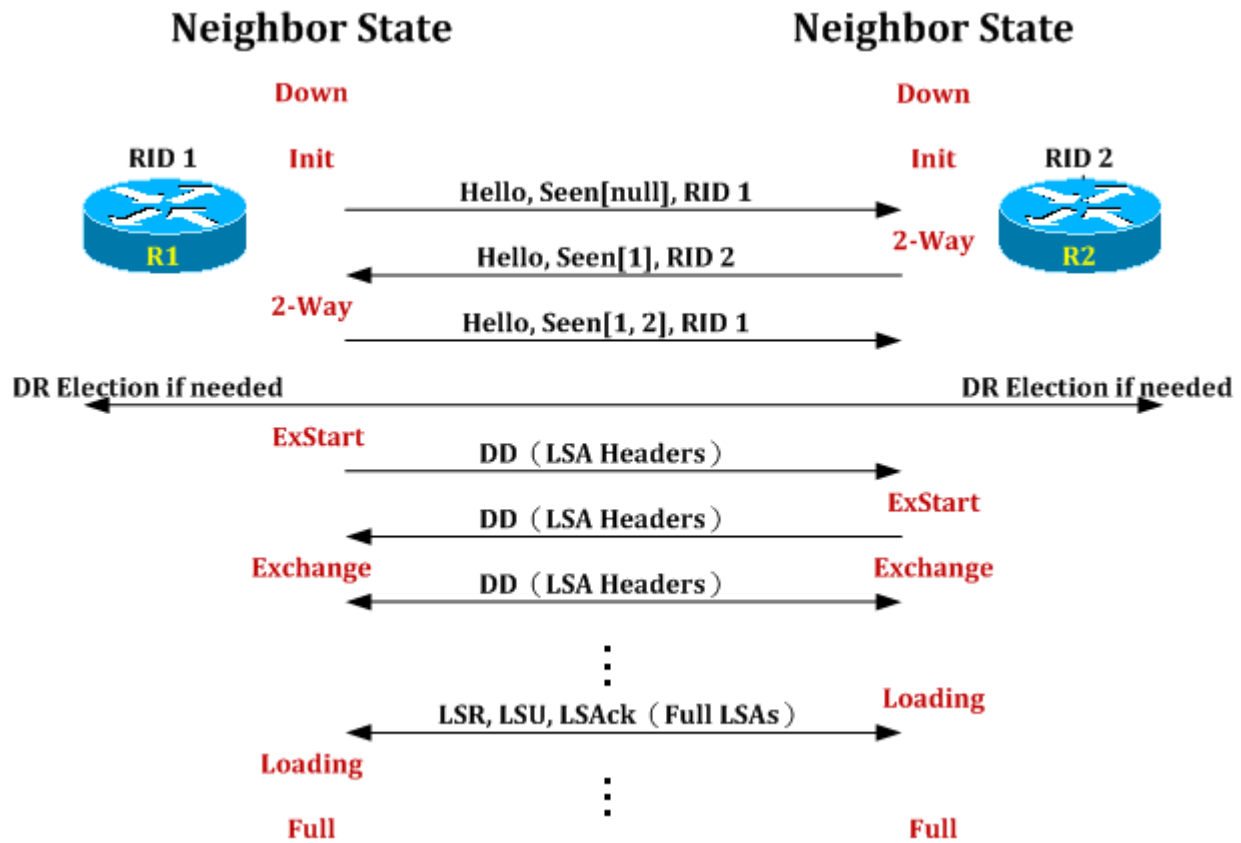 Neighbor State
Neighbor State
Down
Down
RID 1
Init
Init
RID 2
Hello, Seen[null], RID 1
R1
2-Way
R2
Hello, Seen[1], RID 2
2-Way
Hello, Seen[1, 2], RID 1
DR Election if needed
DR Election if needed
ExStart
DD（LSA Headers）
ExStart
DD（LSA Headers）
Exchange
Exchange
DD（LSA Headers）
Loading
LSR, LSU, LSAck（Full LSAs）
Loading
Full
Full